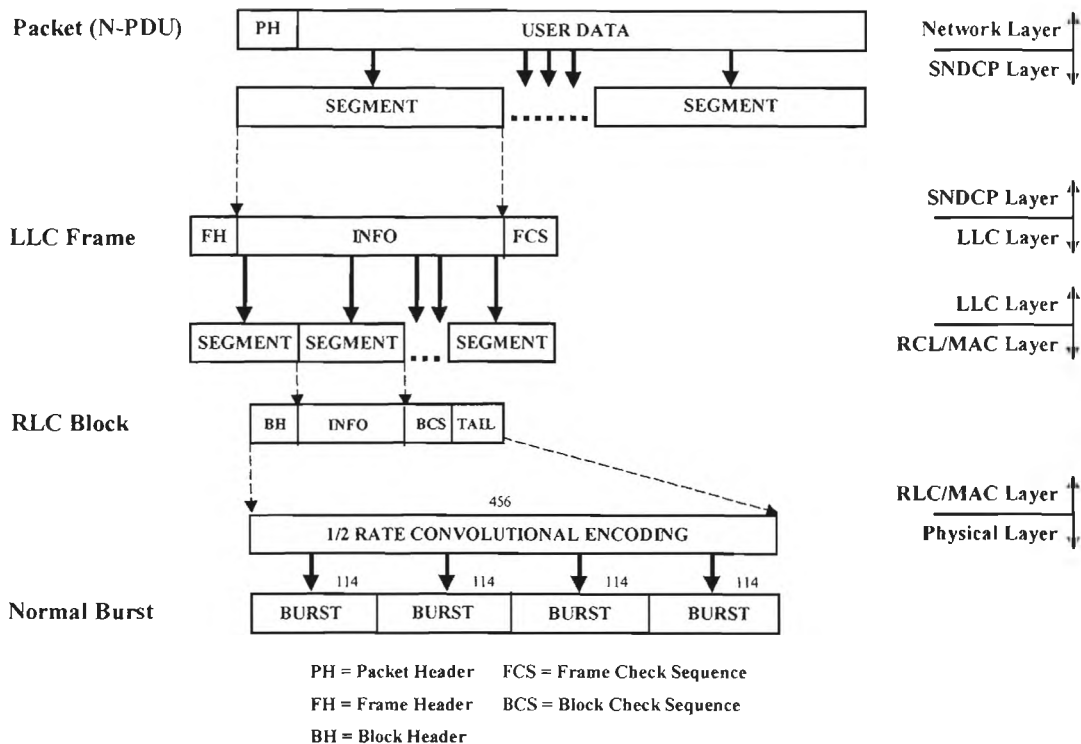 Packet (N-PDU)
PH
USER DATA
Network Layer
SNDCP Layer
SEGMENT
SEGMENT
LLC Frame
FH
INFO
FCS
SNDCP Layer
LLC Layer
SEGMENT
SEGMENT
SEGMENT
LLC Layer
RCL/MAC Layer
RLC Block
BH
INFO
BCS
TAIL
456
1/2 RATE CONVOLUTIONAL ENCODING
RLC/MAC Layer
Physical Layer
114
114
114
114
Normal Burst
BURST
BURST
BURST
BURST
PH = Packet Header
FCS = Frame Check Sequence
FH = Frame Header
BCS = Block Check Sequence
BH = Block Header